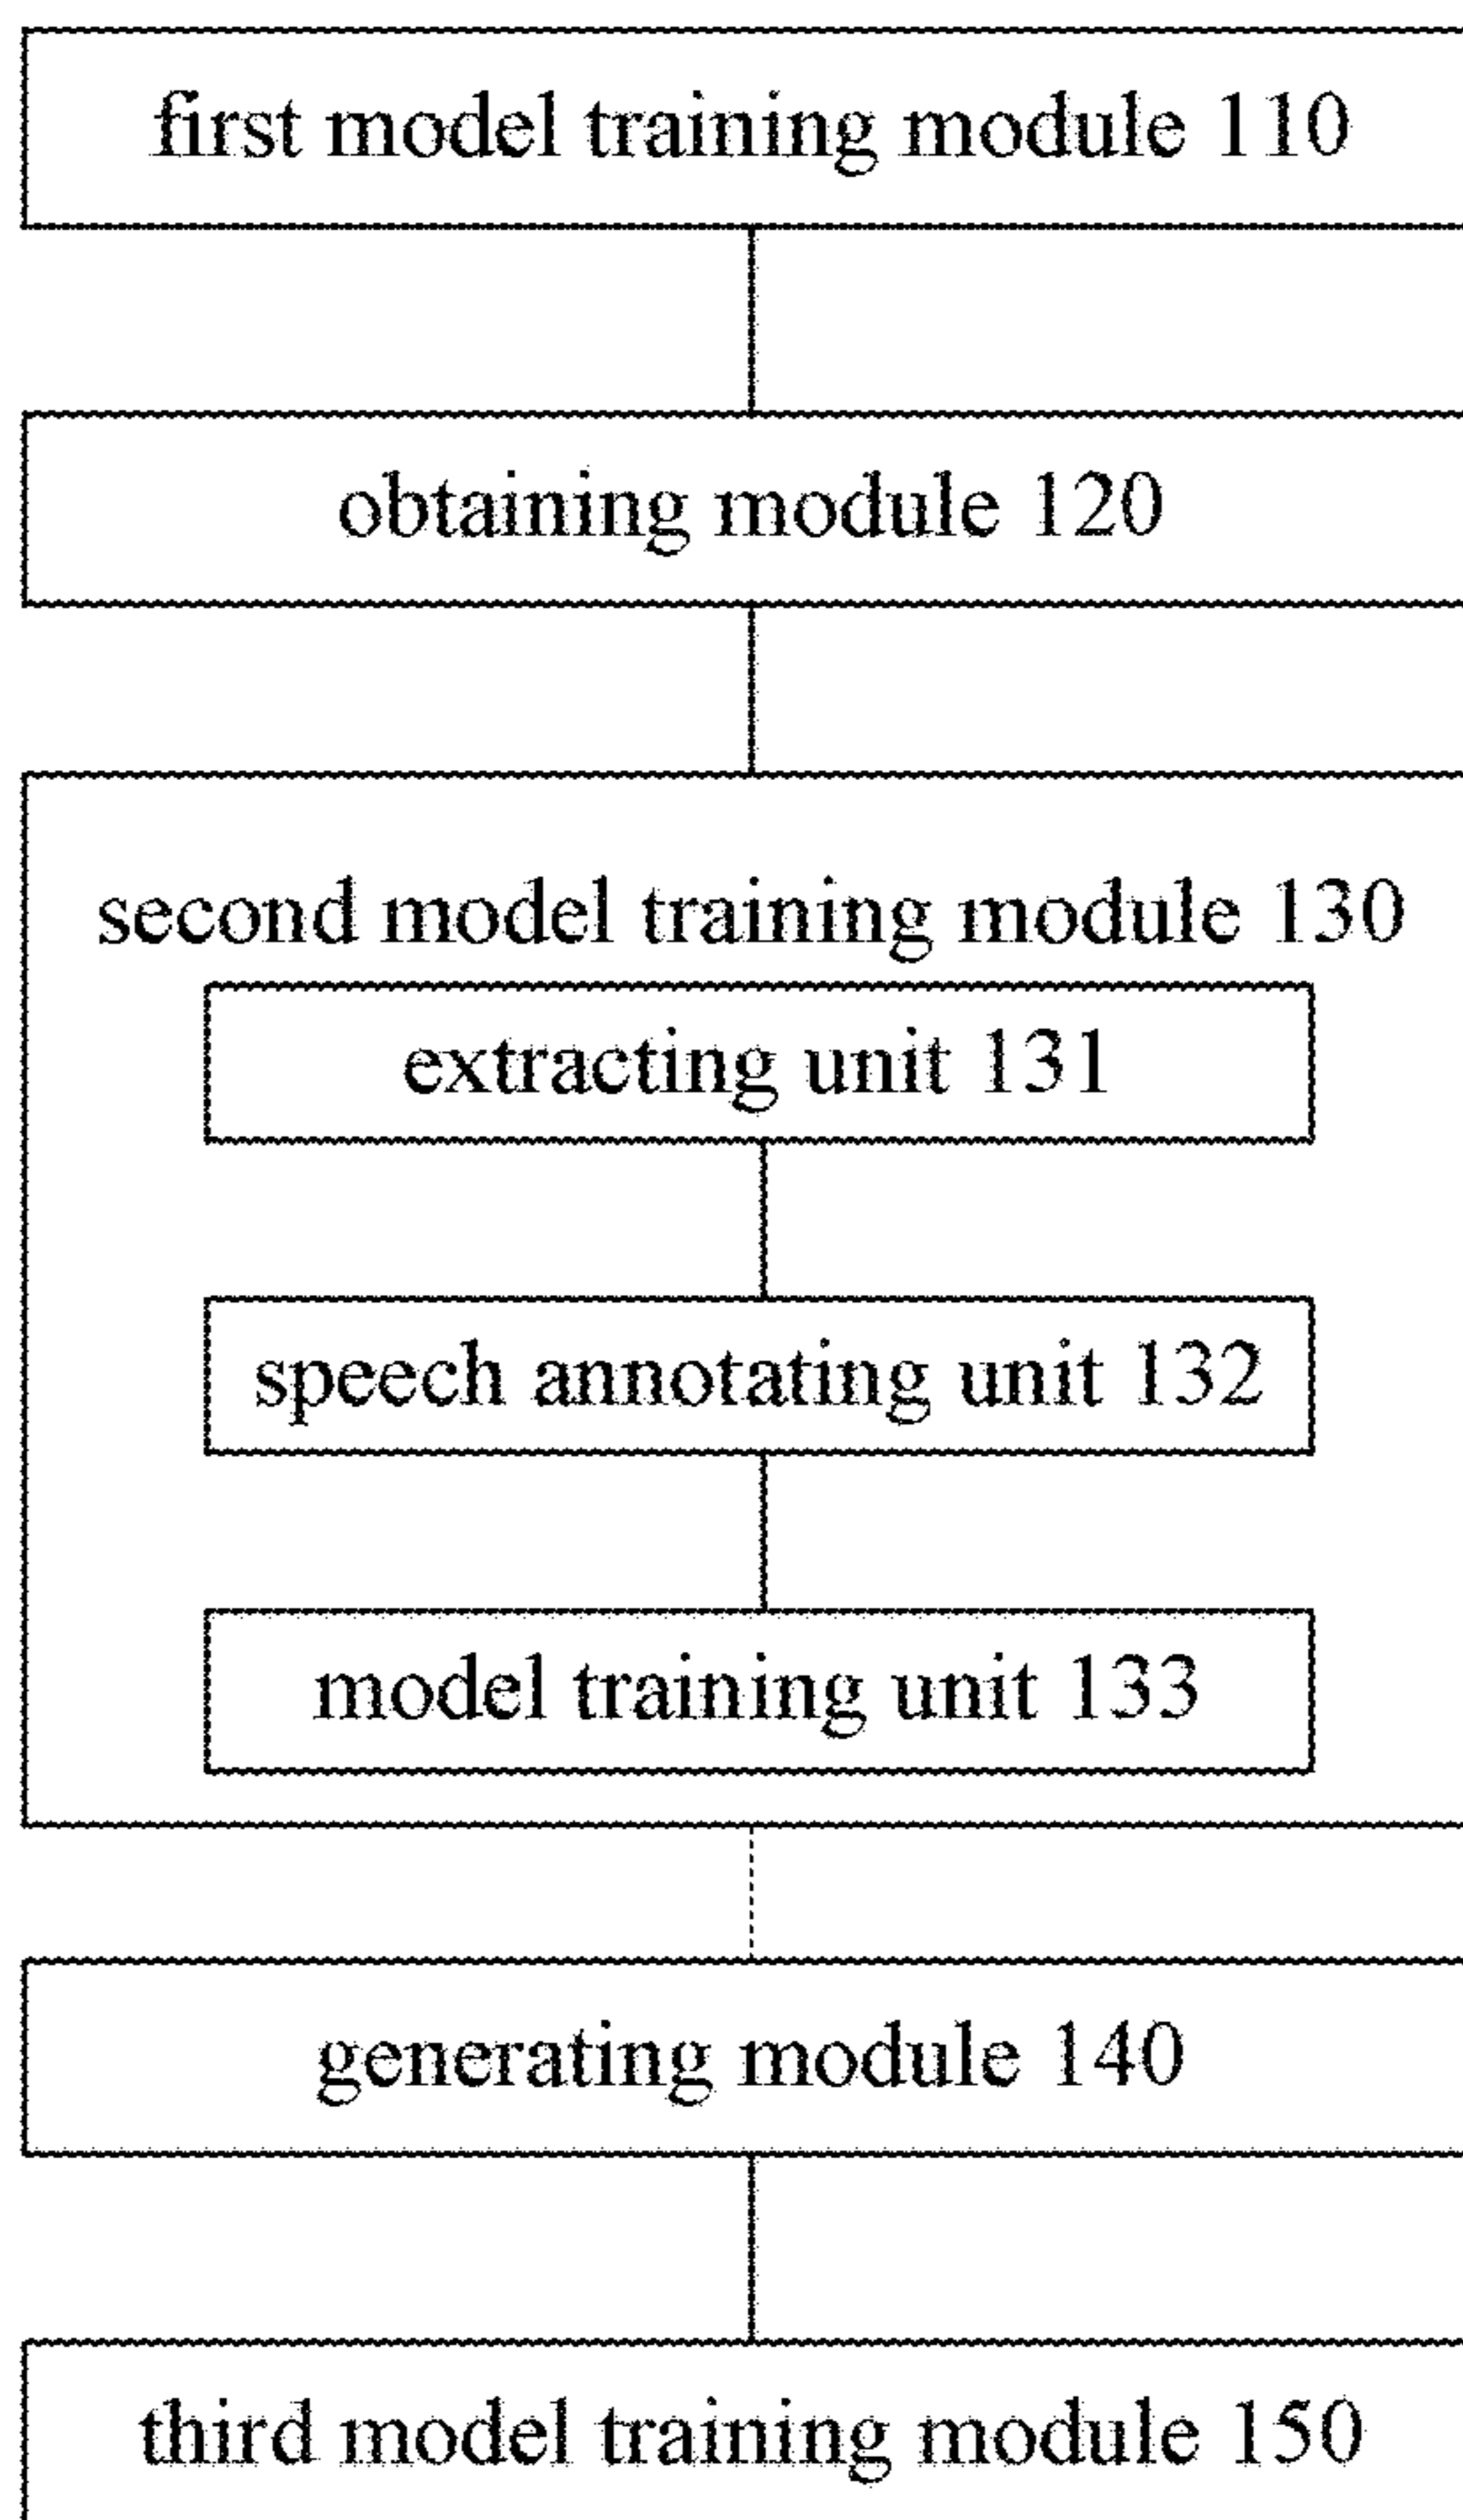 first model training module 110
obtaining module 120
second model training module 130
extracting unit 131
speech annotating unit 132
model training unit 133
generating module 140
third model training module 150